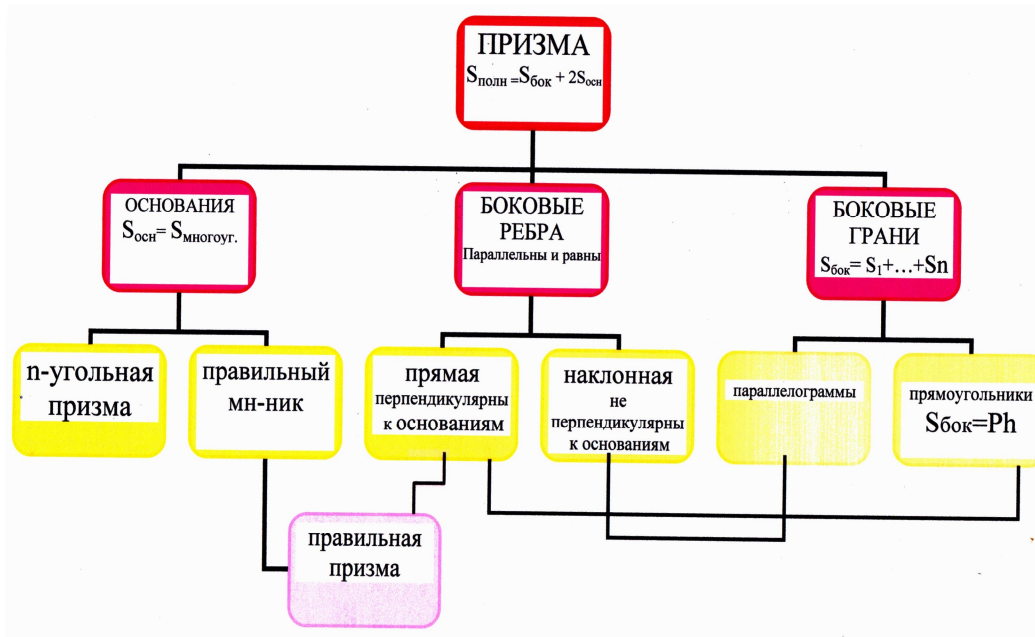 ПРИЗМА
Sполн =Sбок + 2Sосн
ОСНОВАНИЯ
Sосн= Sмногоуг.
БОКОВЫЕ
РЕБРА
Параллельны и равны
БОКОВЫЕ
ГРАНИ
Sбок= S1+…+Sn
n-угольная
призма
правильный
мн-ник
прямая
перпендикулярны
к основаниям
наклонная
не
перпендикулярны
к основаниям
параллелограммы
прямоугольники
Sбок=Ph
правильная
призма